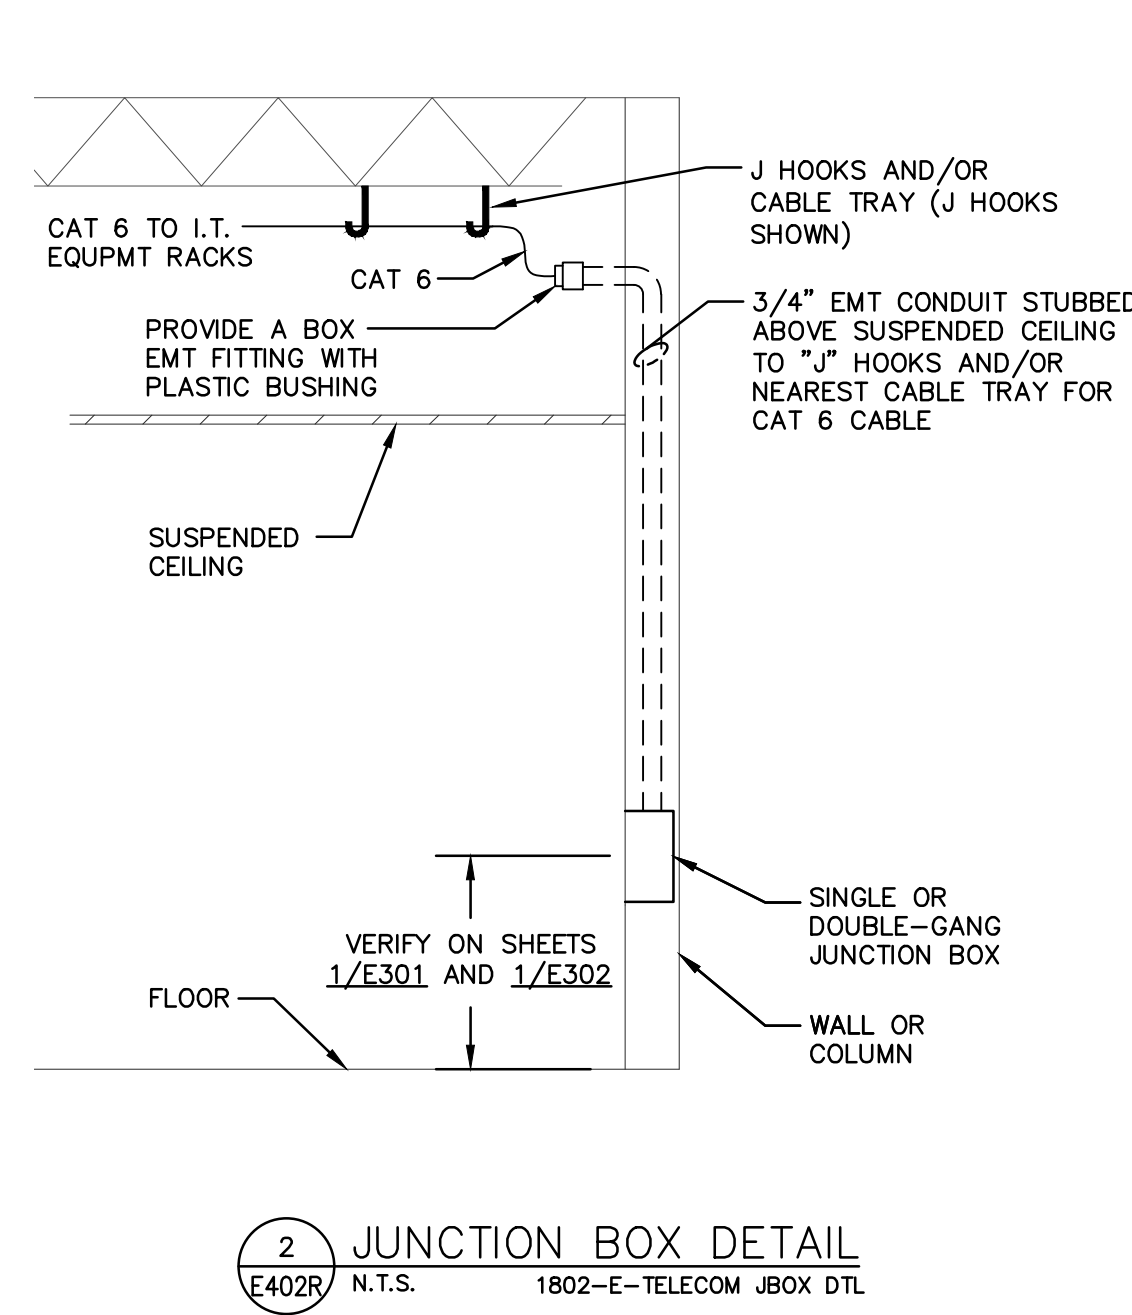 J HOOKS AND/OR
CABLE TRAY (J HOOKS
SHOWN)
CAT 6 TO I.T.
EQUPMT RACKS
CAT 6
3/4" EMT CONDUIT STUBBED
ABOVE SUSPENDED CEILING
TO "J" HOOKS AND/OR
NEAREST CABLE TRAY FOR
CAT 6 CABLE
PROVIDE A BOX
EMT FITTING WITH
PLASTIC BUSHING
SUSPENDED
CEILING
SINGLE OR
DOUBLE-GANG
JUNCTION BOX
VERIFY ON SHEETS
1/E301 AND 1/E302
FLOOR
WALL OR
COLUMN
2
E402R
JUNCTION BOX DETAIL
N.T.S.
1802-E-TELECOM JBOX DTL